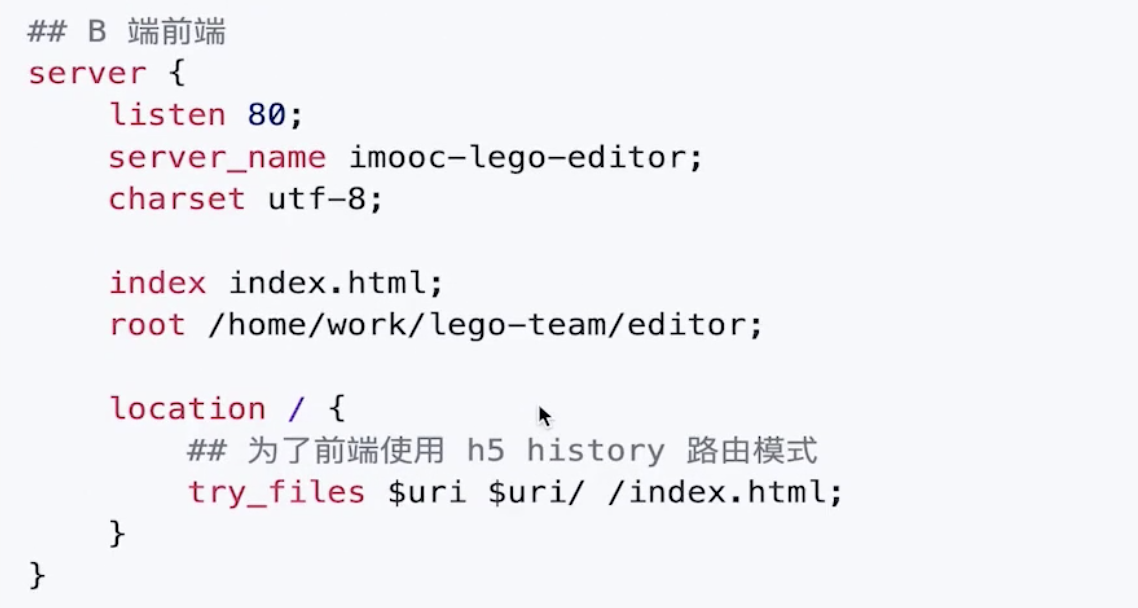 ## B 端前端
server {
listen 80;
server_name imooc-lego-editor;
charset utf-8;
index index.html;
root /home/work/lego-team/editor;
location / {
## 为了前端使用 h5 history 路由模式
try_files $uri $uri/ /index.html;
}
}